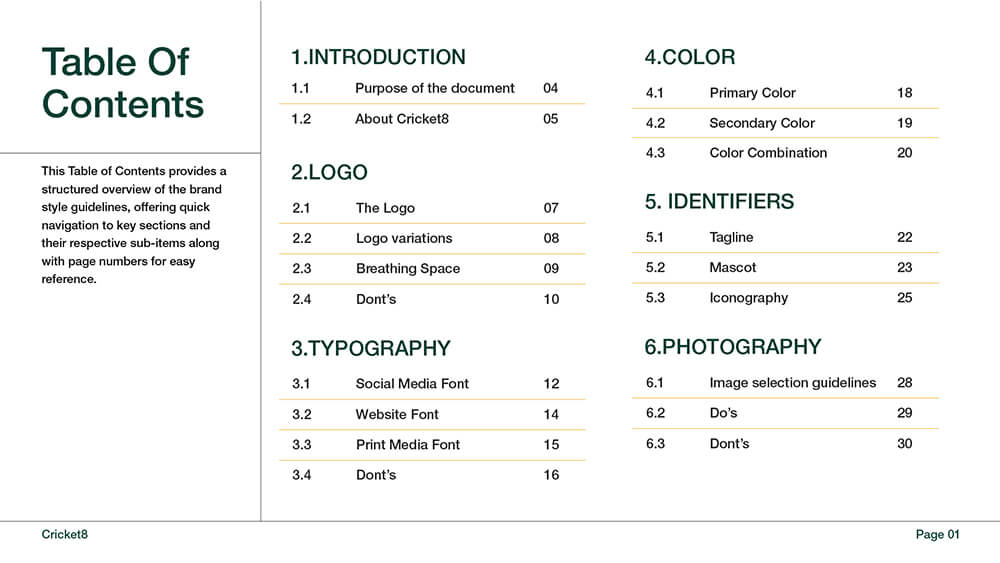 Table Of
Contents
This Table of Contents provides a
structured overview of the brand
style guidelines, offering quick
navigation to key sections and
their respective sub-items along
with page numbers for easy
reference.
1.INTRODUCTION
1.1 Purpose of the document 04
1.2 About Cricket8 05
2.LOGO
2.1 The Logo 07
2.2 Logo variations 08
2.3 Breathing Space 09
2.4 Dont’s 10
3.TYPOGRAPHY
3.1 Social Media Font 12
3.2 Website Font 14
3.3 Print Media Font 15
3.4 Dont’s 16
4.COLOR
4.1 Primary Color 18
4.2 Secondary Color 19
4.3 Color Combination 20
5. IDENTIFIERS
5.1 Tagline 22
5.2 Mascot 23
5.3 Iconography 25
6.PHOTOGRAPHY
6.1 Image selection guidelines 28
6.2 Do’s 29
6.3 Dont’s 30
Cricket8
Page 01